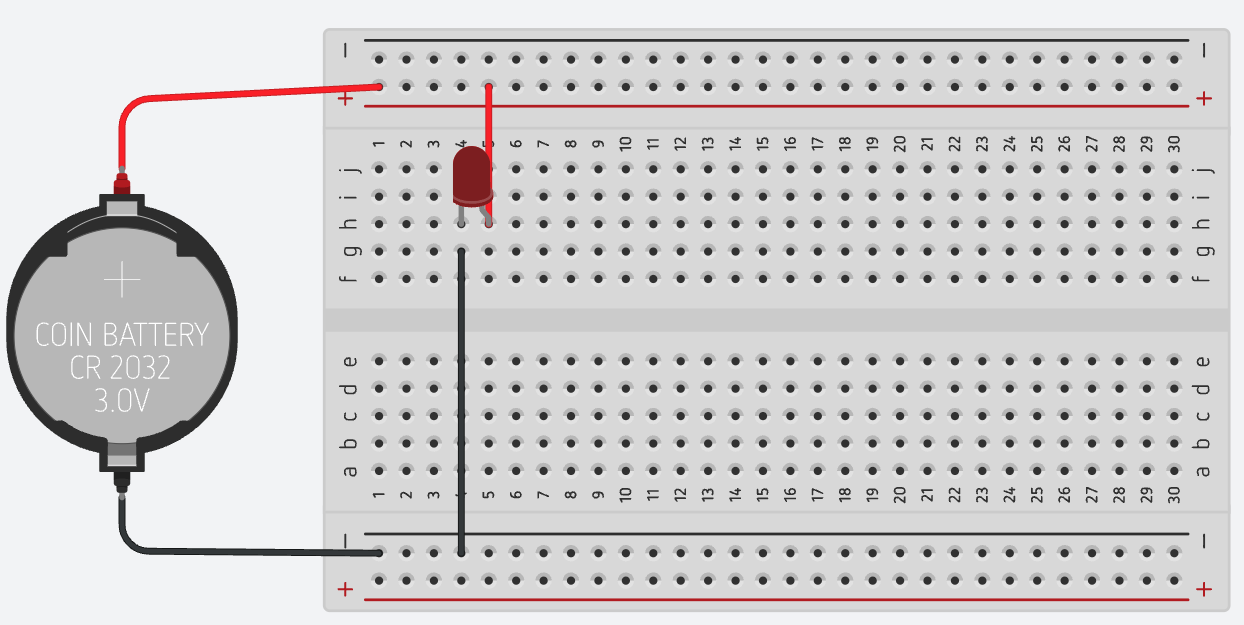 − −
+ +
1 2 3 4 5 6 7 8 9 10 11 12 13 14 15 16 17 18 19 20 21 22 23 24 25 26 27 28 29 30
j j
i i
h h
g g
f f
COIN BATTERY
CR 2032
3.0V
e e
d d
c c
b b
a a
1 2 3 4 5 6 7 8 9 10 11 12 13 14 15 16 17 18 19 20 21 22 23 24 25 26 27 28 29 30
− −
+ +